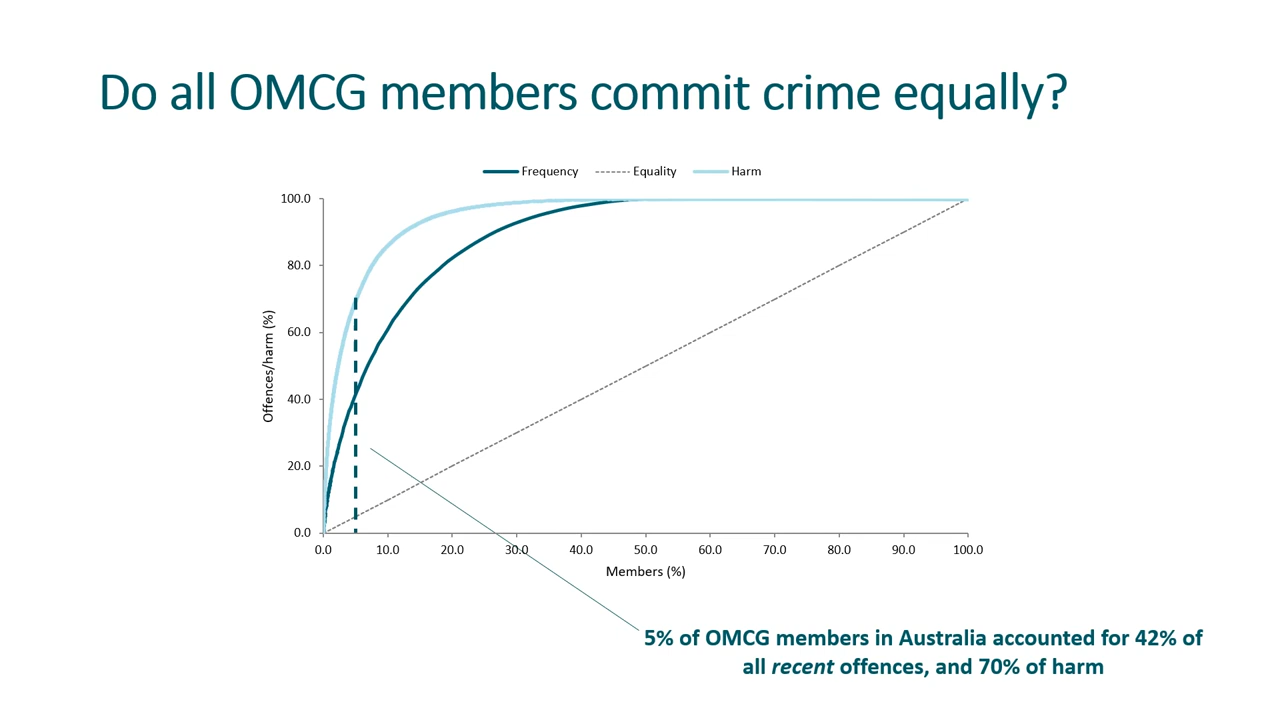 Do all OMCG members commit crime equally?
Frequency Equality Harm
100.0
80.0
60.0
40.0
20.0
0.0
Offences/harm (%)
0.0 10.0 20.0 30.0 40.0 50.0 60.0 70.0 80.0 90.0 100.0
Members (%)
5% of OMCG members in Australia accounted for 42% of
all recent offences, and 70% of harm